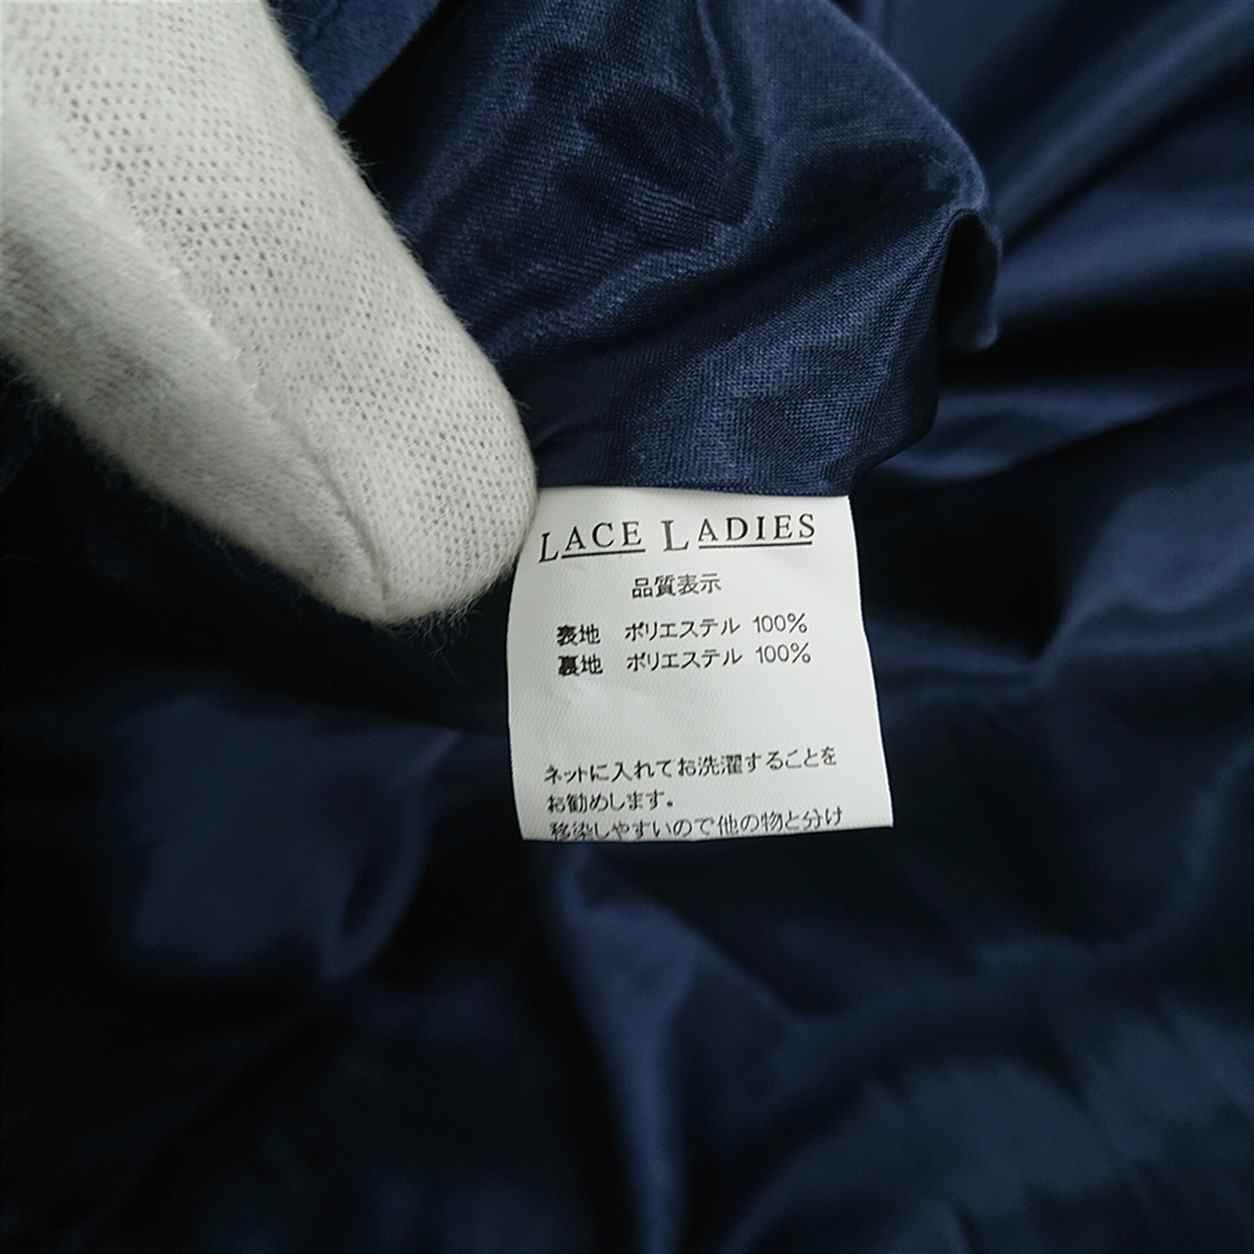 LACE LADIES
品質表示
表地 ポリエステル 100%
裏地 ポリエステル 100%
ネットに入れてお洗濯することを
お勧めします。
移染しやすいので他の物と分け